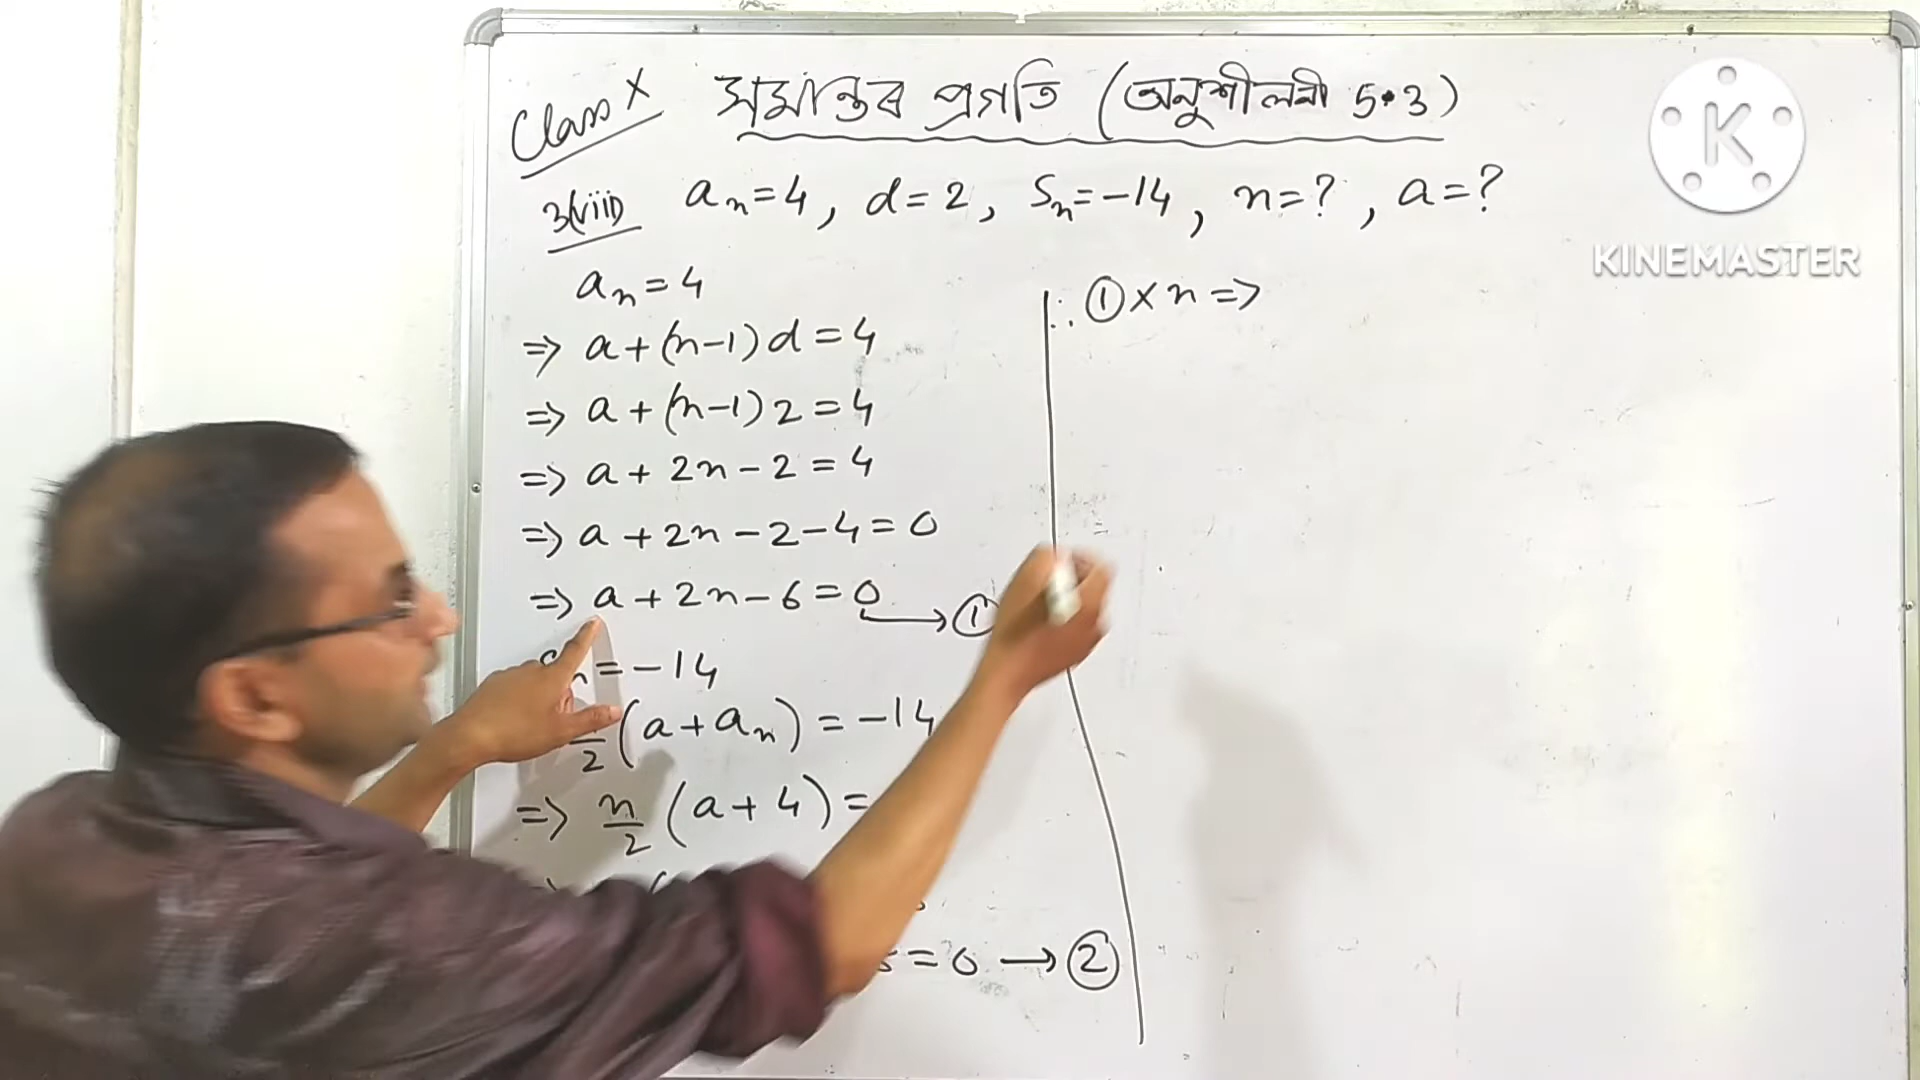 Class X সমান্তৰ প্ৰগতি (অনুশীলনী 5.3)
3(viii) aₙ = 4, d = 2, Sₙ = -14, n = ?, a = ?
aₙ = 4
=> a + (n-1)d = 4
=> a + (n-1)2 = 4
=> a + 2n - 2 = 4
=> a + 2n - 2 - 4 = 0
=> a + 2n - 6 = 0 → ①
= -14
2 (a + aₙ) = -14
=> n/2 (a + 4) =
= 0 → ②
∴ ① × n =>
K
KINEMASTER